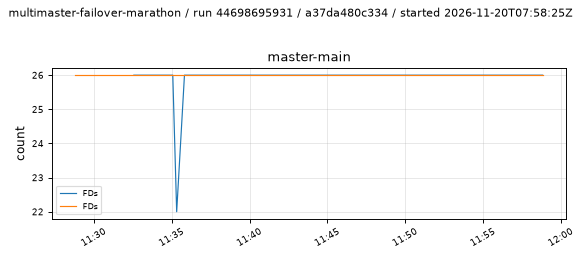 multimaster-failover-marathon / run 44698695931 / a37da480c334 / started 2026-11-20T07:58:25Z
master-main
count
26
25
24
23
22
FDs
FDs
11:30
11:35
11:40
11:45
11:50
11:55
12:00